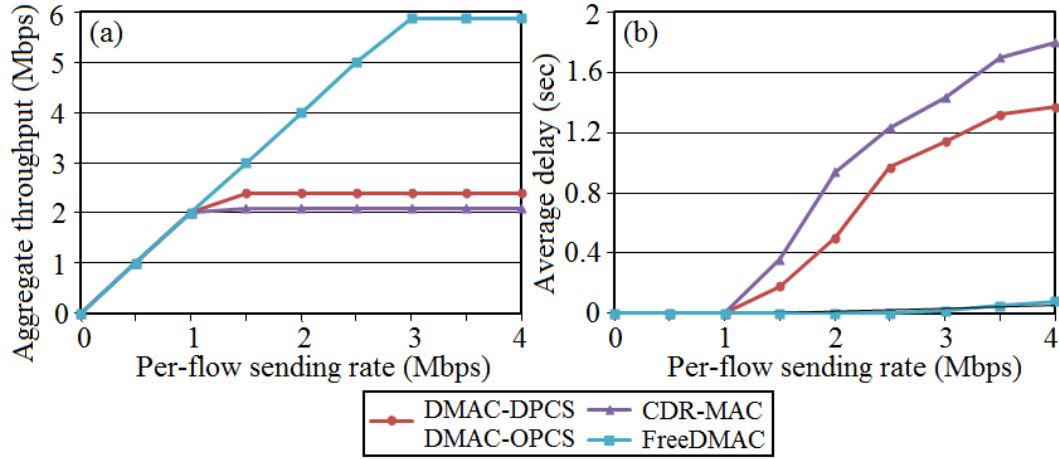 (a)
Aggregate throughput (Mbps)
6
5
4
3
2
1
0
0 1 2 3 4
Per-flow sending rate (Mbps)
(b)
Average delay (sec)
2
1.6
1.2
0.8
0.4
0
0 1 2 3 4
Per-flow sending rate (Mbps)
DMAC-DPCS CDR-MAC
DMAC-OPCS FreeDMAC